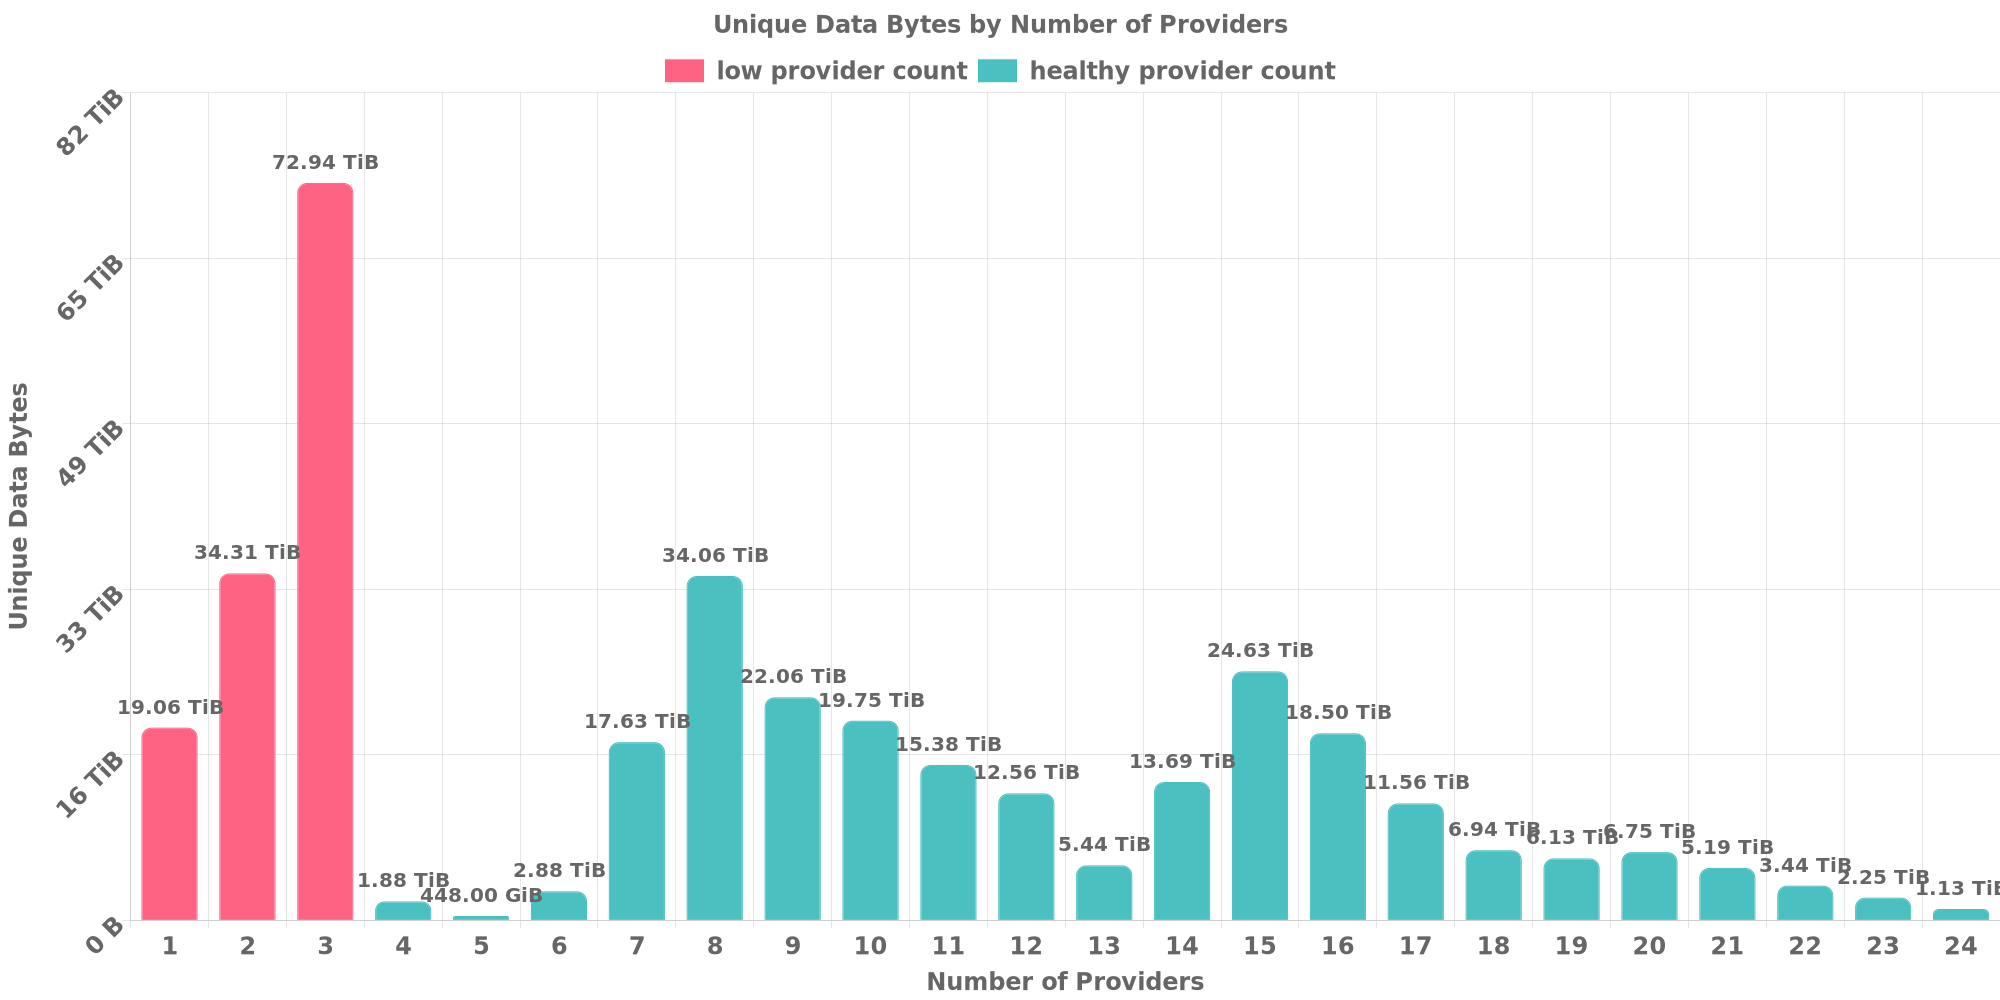 Unique Data Bytes by Number of Providers
low provider count healthy provider count
82 TiB
65 TiB
49 TiB
33 TiB
16 TiB
0 B
Unique Data Bytes
19.06 TiB
34.31 TiB
72.94 TiB
1.88 TiB
448.00 GiB
2.88 TiB
17.63 TiB
34.06 TiB
22.06 TiB
19.75 TiB
15.38 TiB
12.56 TiB
5.44 TiB
13.69 TiB
24.63 TiB
18.50 TiB
11.56 TiB
6.94 TiB
6.13 TiB
6.75 TiB
5.19 TiB
3.44 TiB
2.25 TiB
1.13 TiB
1 2 3 4 5 6 7 8 9 10 11 12 13 14 15 16 17 18 19 20 21 22 23 24
Number of Providers